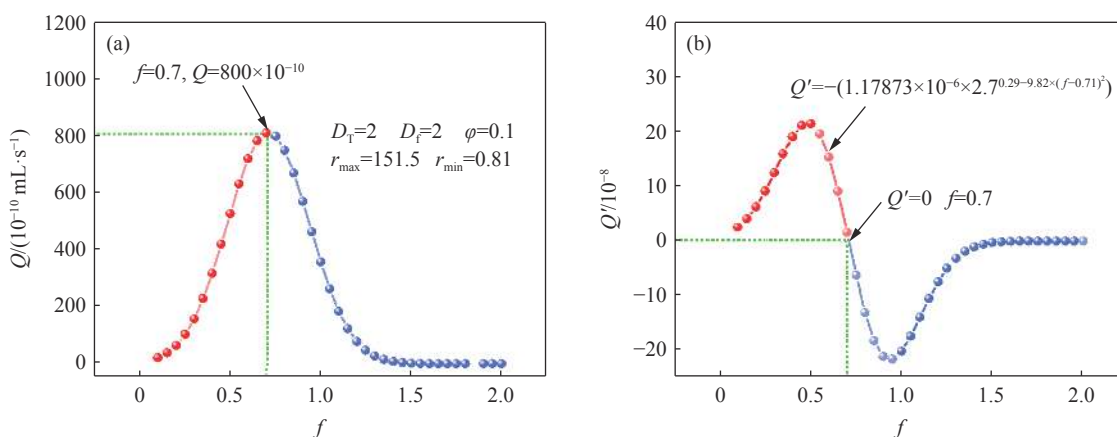 (a)
f=0.7, Q=800×10⁻¹⁰
D_T=2 D_f=2 φ=0.1
r_max=151.5 r_min=0.81
Q/(10⁻¹⁰ mL·s⁻¹)
1200
1000
800
600
400
200
0
0
0.5
1.0
1.5
2.0
f
(b)
Q′=−(1.17873×10⁻⁶×2.7^{0.29−9.82×(f−0.71)²})
Q′=0 f=0.7
Q′/10⁻⁸
40
30
20
10
0
−10
−20
0
0.5
1.0
1.5
2.0
f